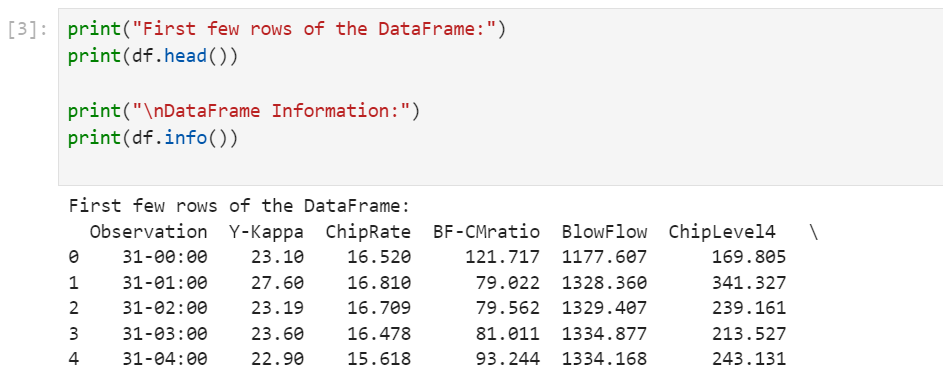 [3]: print("First few rows of the DataFrame:")
print(df.head())
print("\nDataFrame Information:")
print(df.info())
First few rows of the DataFrame:
Observation  Y-Kappa  ChipRate  BF-CMratio  BlowFlow  ChipLevel4   \
0    31-00:00    23.10    16.520     121.717  1177.607      169.805
1    31-01:00    27.60    16.810      79.022  1328.360      341.327
2    31-02:00    23.19    16.709      79.562  1329.407      239.161
3    31-03:00    23.60    16.478      81.011  1334.877      213.527
4    31-04:00    22.90    15.618      93.244  1334.168      243.131